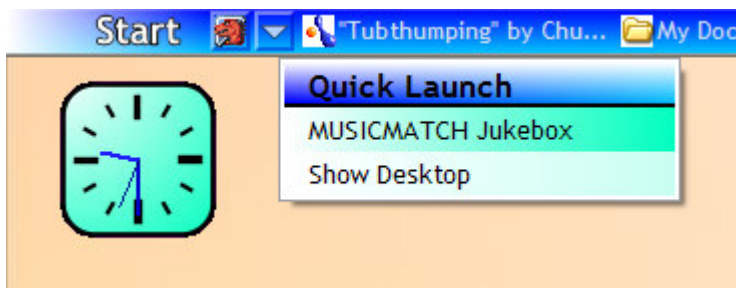 Start "Tubthumping" by Chu... My Doc
Quick Launch
MUSICMATCH Jukebox
Show Desktop